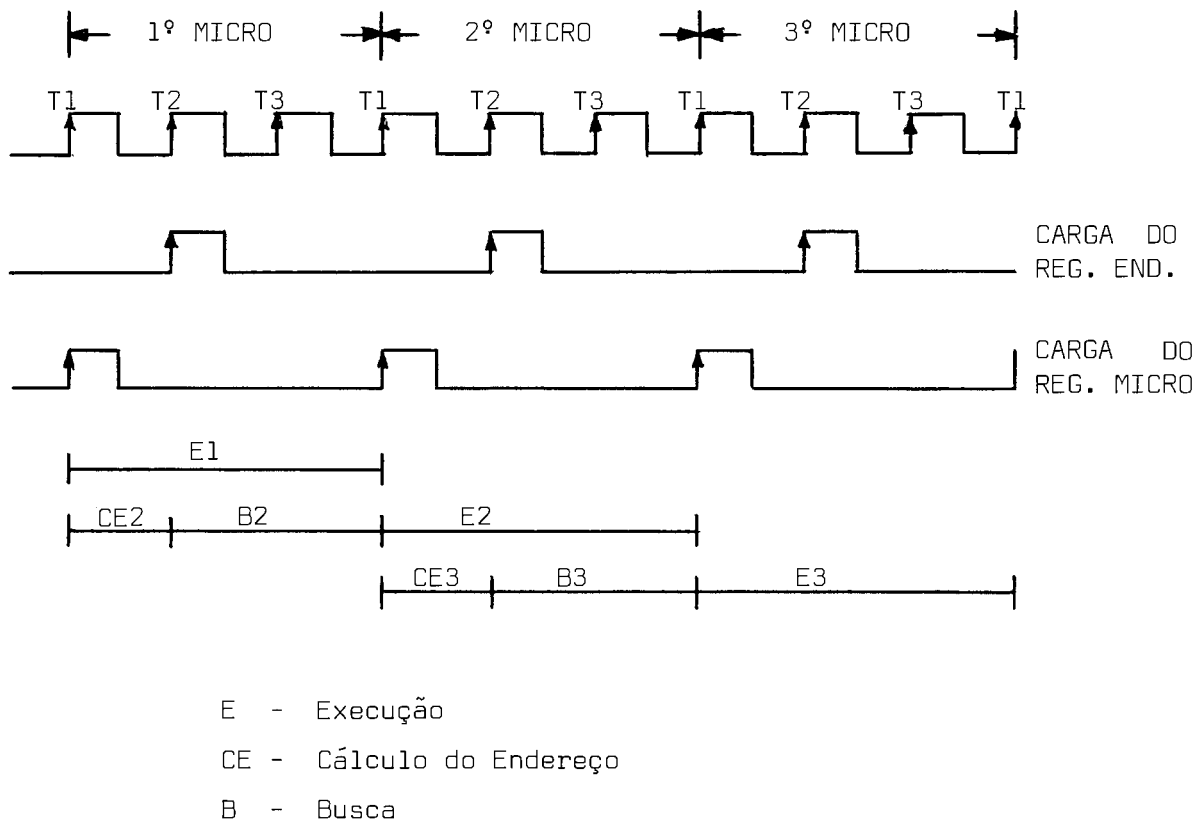 1º MICRO 2º MICRO 3º MICRO
T1 T2 T3 T1 T2 T3 T1 T2 T3 T1
CARGA DO
REG. END.
CARGA DO
REG. MICRO
E1
CE2 B2 E2
CE3 B3 E3
E - Execução
CE - Cálculo do Endereço
B - Busca